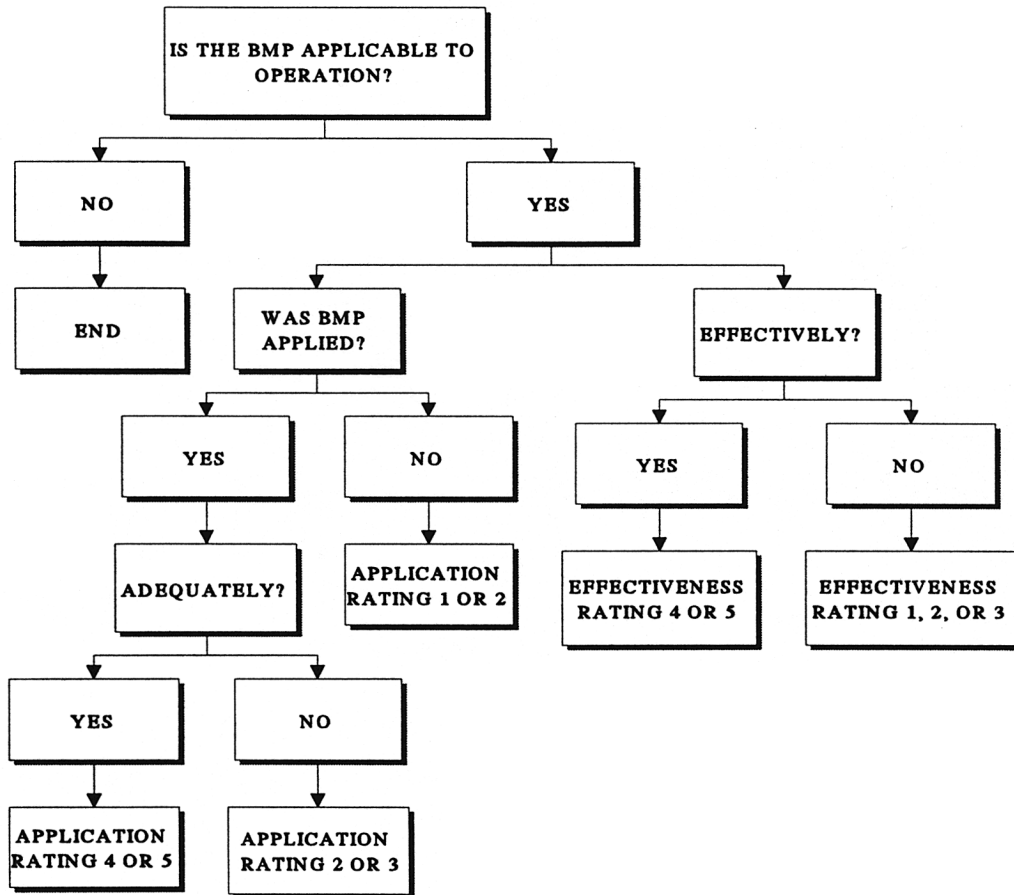 IS THE BMP APPLICABLE TO
OPERATION?
NO
YES
END
WAS BMP
APPLIED?
EFFECTIVELY?
YES
NO
YES
NO
ADEQUATELY?
APPLICATION
RATING 1 OR 2
EFFECTIVENESS
RATING 4 OR 5
EFFECTIVENESS
RATING 1, 2, OR 3
YES
NO
APPLICATION
RATING 4 OR 5
APPLICATION
RATING 2 OR 3